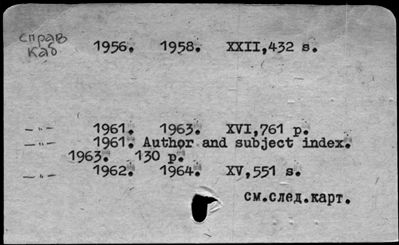 справ
каб
1956. 1958. XXII,432 s.
—"— 1961. 1963. XVI,761 p.
—"— 1961. Author and subject index.
1963. 130 p.
—"— 1962. 1964. XV,551 s.
см.след.карт.